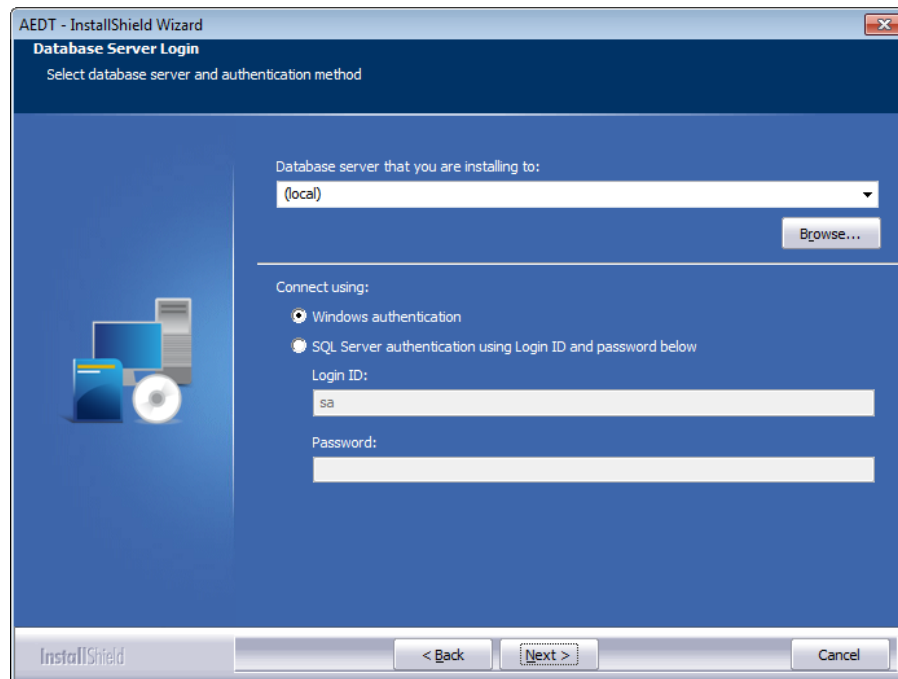 AEDT - InstallShield Wizard
Database Server Login
Select database server and authentication method
Database server that you are installing to:
(local)
Browse...
Connect using:
Windows authentication
SQL Server authentication using Login ID and password below
Login ID:
sa
Password:
InstallShield
< Back
Next >
Cancel